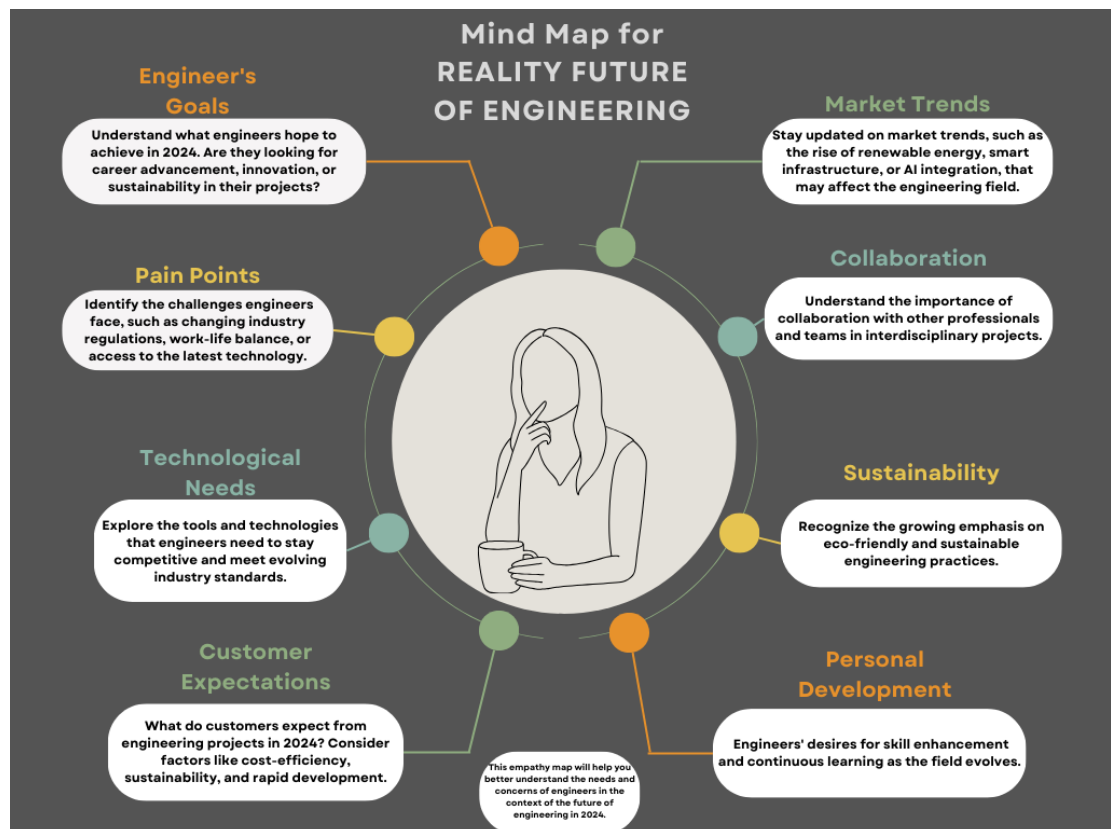 Mind Map for
REALITY FUTURE
OF ENGINEERING
Engineer's
Goals
Understand what engineers hope to
achieve in 2024. Are they looking for
career advancement, innovation, or
sustainability in their projects?
Pain Points
Identify the challenges engineers
face, such as changing industry
regulations, work-life balance, or
access to the latest technology.
Technological
Needs
Explore the tools and technologies
that engineers need to stay
competitive and meet evolving
industry standards.
Customer
Expectations
What do customers expect from
engineering projects in 2024? Consider
factors like cost-efficiency,
sustainability, and rapid development.
Market Trends
Stay updated on market trends, such as
the rise of renewable energy, smart
infrastructure, or AI integration, that
may affect the engineering field.
Collaboration
Understand the importance of
collaboration with other professionals
and teams in interdisciplinary projects.
Sustainability
Recognize the growing emphasis on
eco-friendly and sustainable
engineering practices.
Personal
Development
Engineers' desires for skill enhancement
and continuous learning as the field evolves.
This empathy map will help you
better understand the needs and
concerns of engineers in the
context of the future of
engineering in 2024.